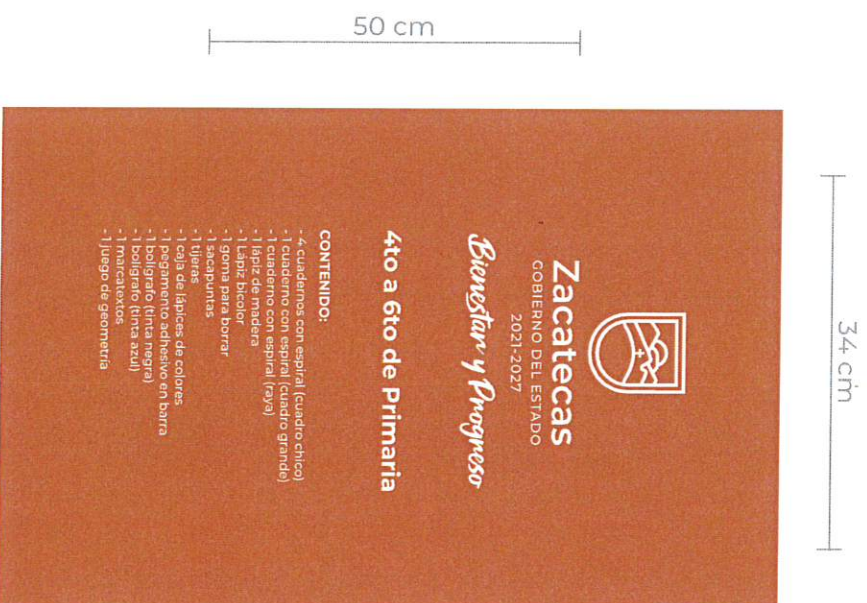 50 cm
34 cm
Zacatecas
GOBIERNO DEL ESTADO
2021-2027
Bienestar y Progreso
4to a 6to de Primaria
CONTENIDO:
- 4 cuadernos con espiral (cuadro chico)
- 1 cuaderno con espiral (cuadro grande)
- 1 cuaderno con espiral (raya)
- 1 lápiz de madera
- 1 Lápiz bicolor
- 1 goma para borrar
- 1 sacapuntas
- 1 tijeras
- 1 caja de lápices de colores
- 1 pegamento adhesivo en barra
- 1 bolígrafo (tinta negra)
- 1 bolígrafo (tinta azul)
- 1 marcatextos
- 1 juego de geometría